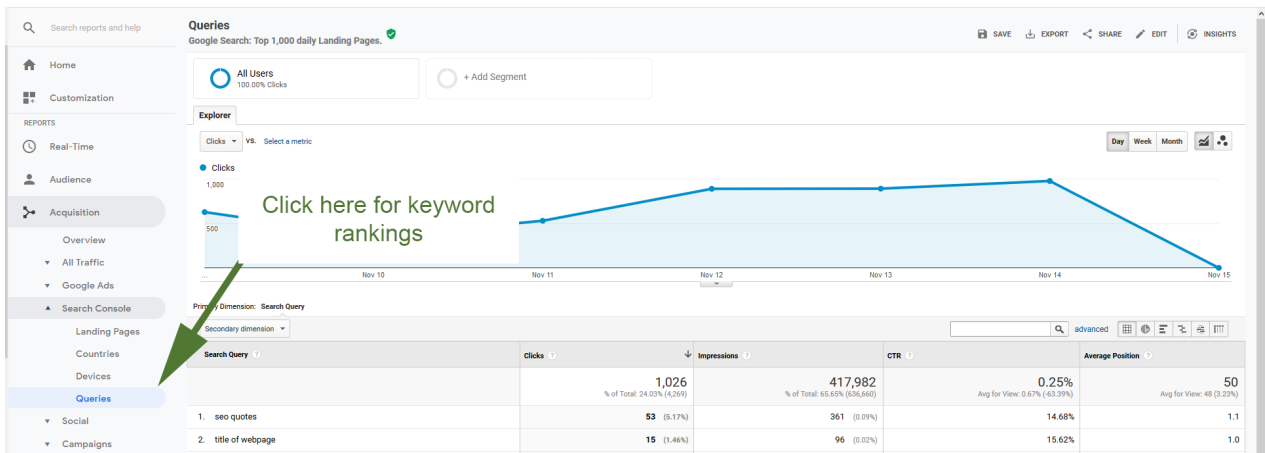 Search reports and help
Home
Customization
REPORTS
Real-Time
Audience
Acquisition
Overview
All Traffic
Google Ads
Search Console
Landing Pages
Countries
Devices
Queries
Social
Campaigns
Queries
Google Search: Top 1,000 daily Landing Pages.
SAVE EXPORT SHARE EDIT INSIGHTS
All Users
100.00% Clicks
+ Add Segment
Explorer
Clicks VS. Select a metric
Day Week Month
Clicks
1,000
500
Click here for keyword
rankings
... Nov 10 Nov 11 Nov 12 Nov 13 Nov 14 Nov 15
Primary Dimension: Search Query
Secondary dimension
advanced
Search Query Clicks Impressions CTR Average Position
1,026 417,982 0.25% 50
% of Total: 24.03% (4,269) % of Total: 65.65% (636,660) Avg for View: 0.67% (-63.39%) Avg for View: 48 (3.23%)
1. seo quotes 53 (5.17%) 361 (0.09%) 14.68% 1.1
2. title of webpage 15 (1.46%) 96 (0.02%) 15.62% 1.0